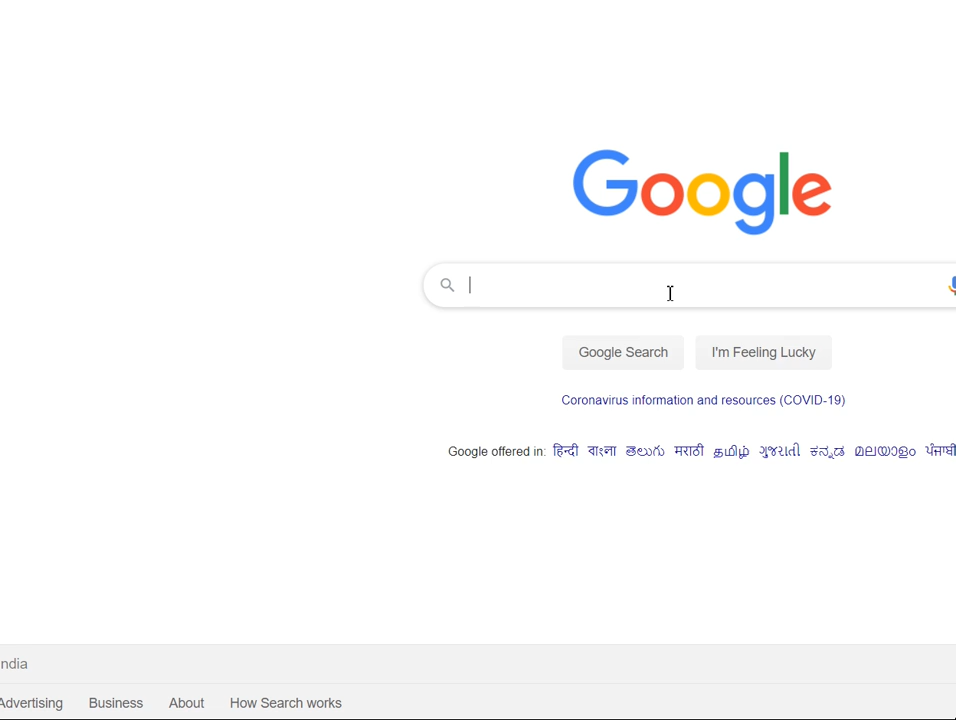 Google
Google Search I'm Feeling Lucky
Coronavirus information and resources (COVID-19)
Google offered in: हिन्दी বাংলা తెలుగు मराठी தமிழ் ગુજરાતી ಕನ್ನಡ മലയാളം ਪੰਜਾਬੀ
ndia
Advertising Business About How Search works